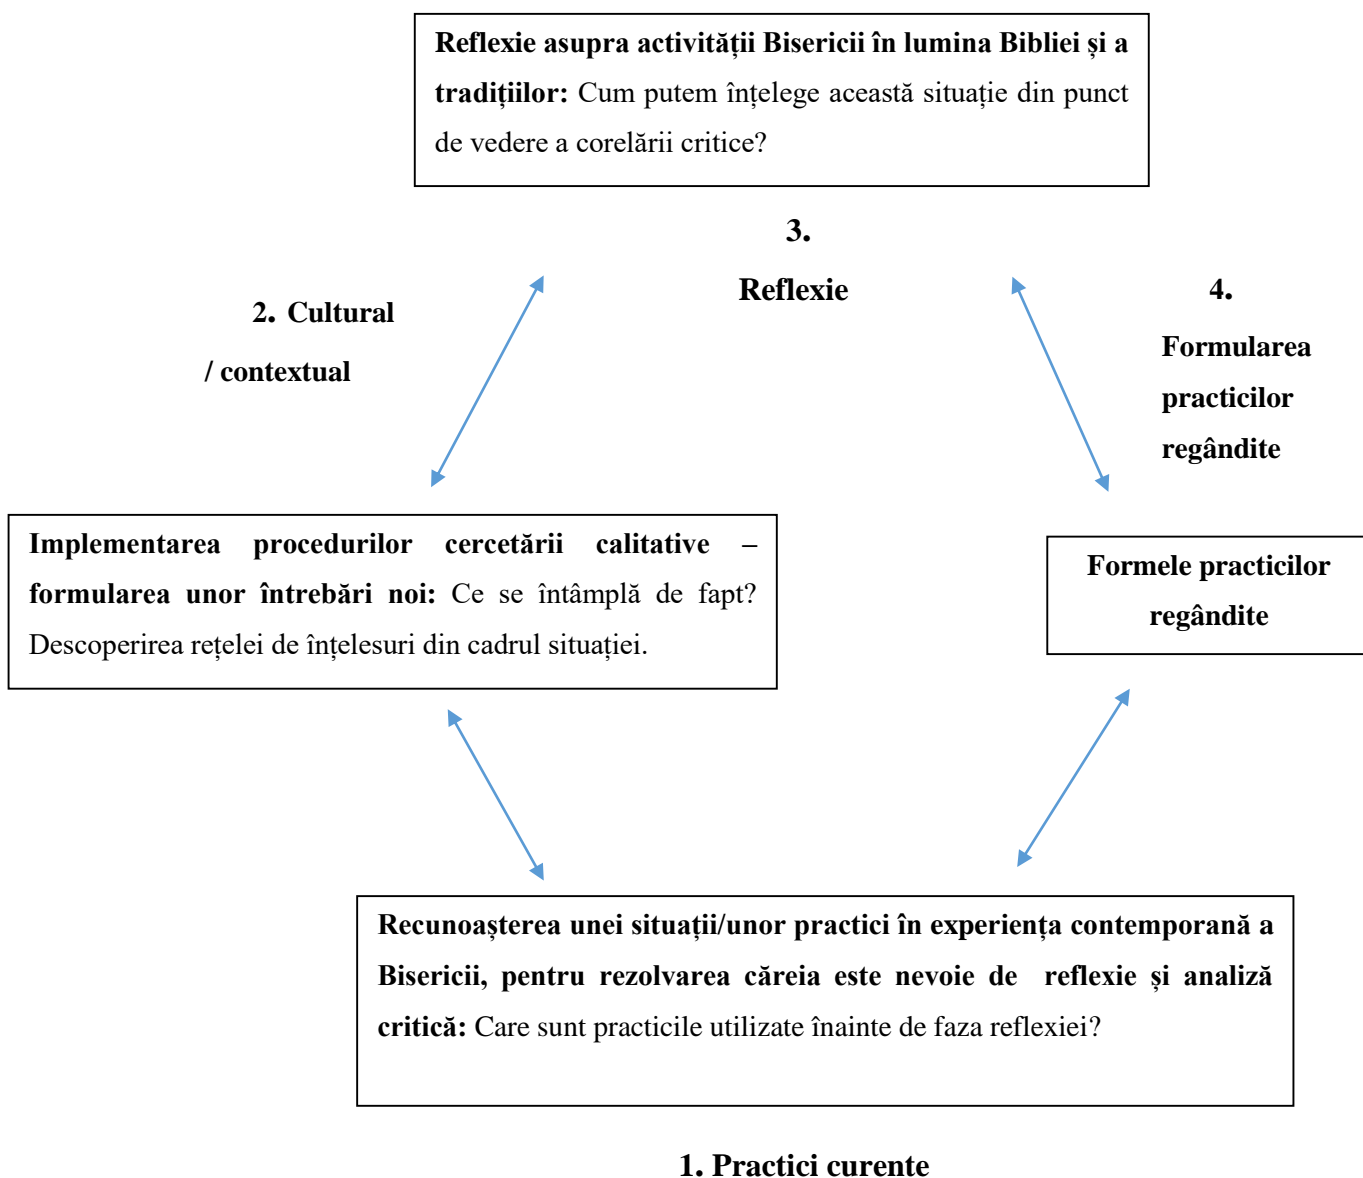 Reflexie asupra activității Bisericii în lumina Bibliei și a
tradițiilor: Cum putem înțelege această situație din punct
de vedere a corelării critice?
3.
Reflexie
2. Cultural
/ contextual
4.
Formularea
practicilor
regândite
Implementarea procedurilor cercetării calitative –
formularea unor întrebări noi: Ce se întâmplă de fapt?
Descoperirea rețelei de înțelesuri din cadrul situației.
Formele practicilor
regândite
Recunoașterea unei situații/unor practici în experiența contemporană a
Bisericii, pentru rezolvarea căreia este nevoie de reflexie și analiză
critică: Care sunt practicile utilizate înainte de faza reflexiei?
1. Practici curente